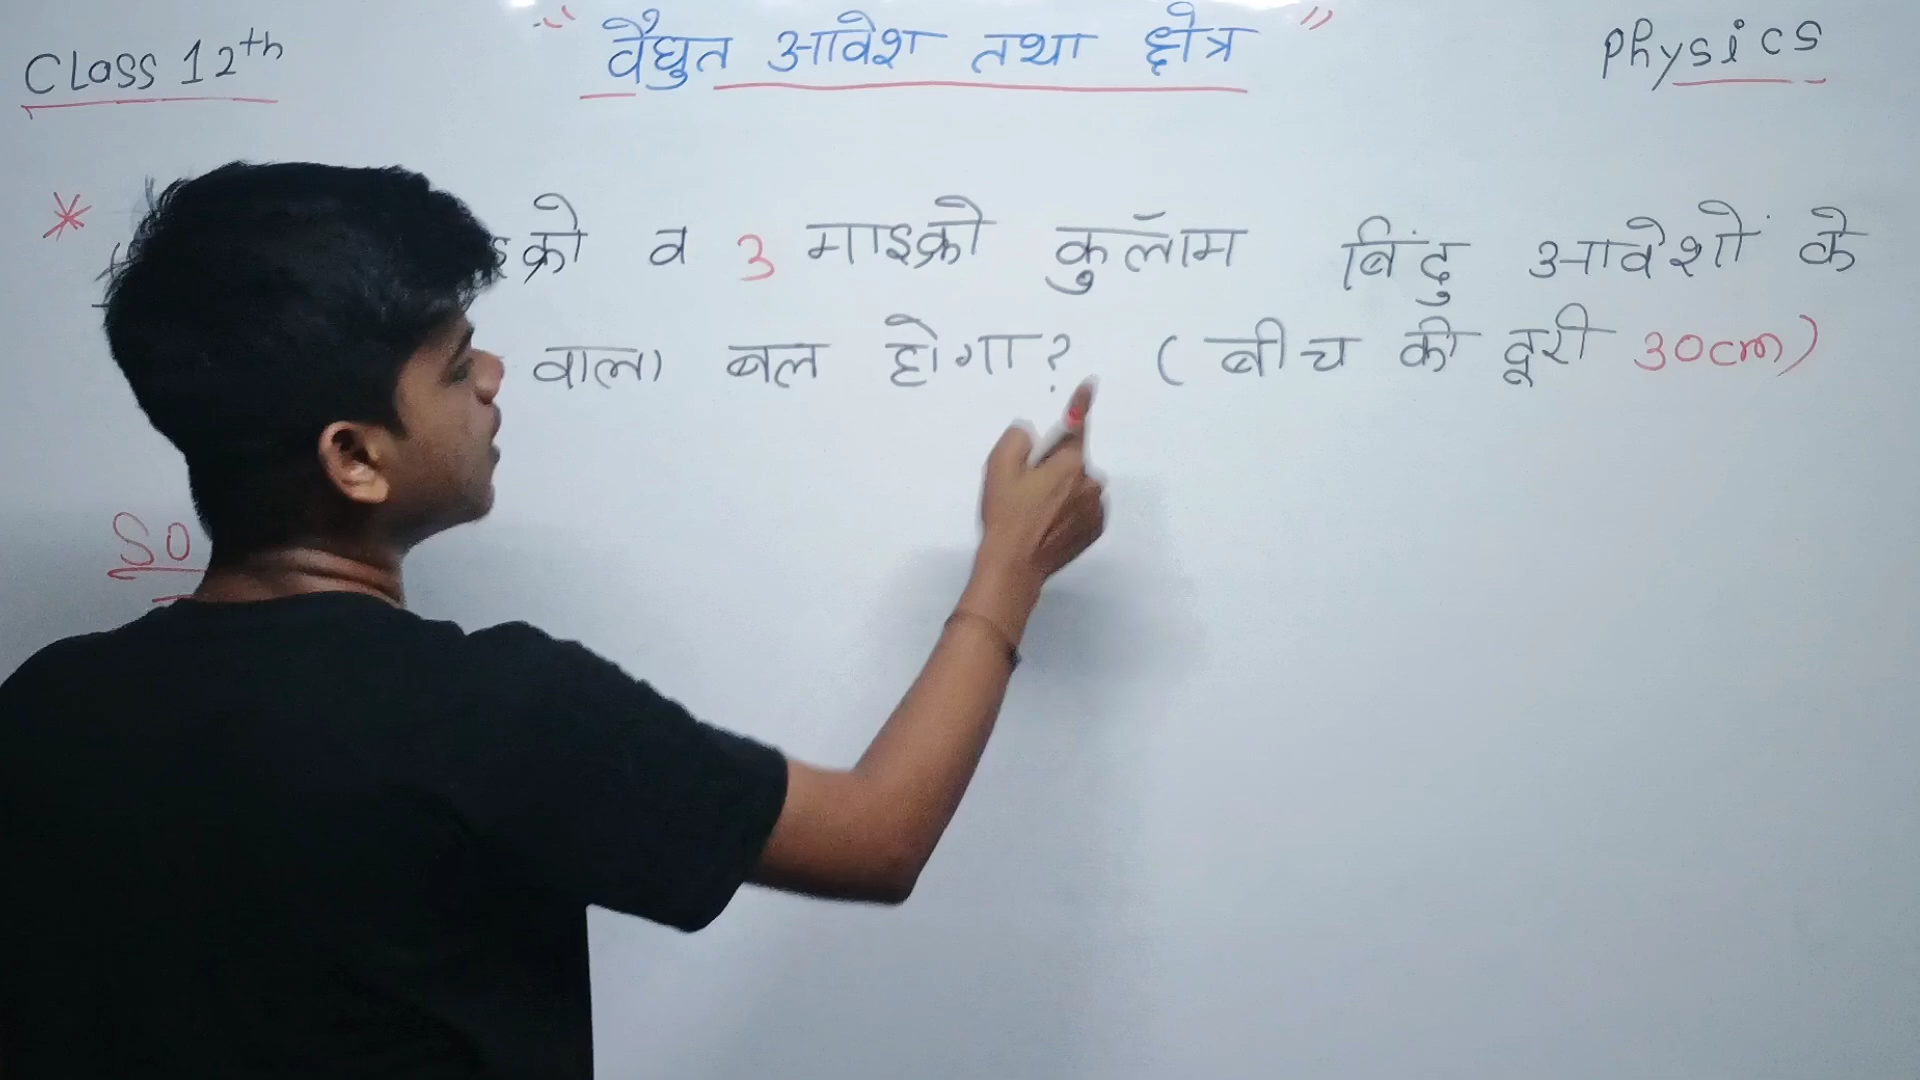 Class 12th
" वैद्युत आवेश तथा क्षेत्र "
Physics
* व 3 माइक्रो कुलॉम बिंदु आवेशों के
वाला बल होगा? ( बीच की दूरी 30cm )